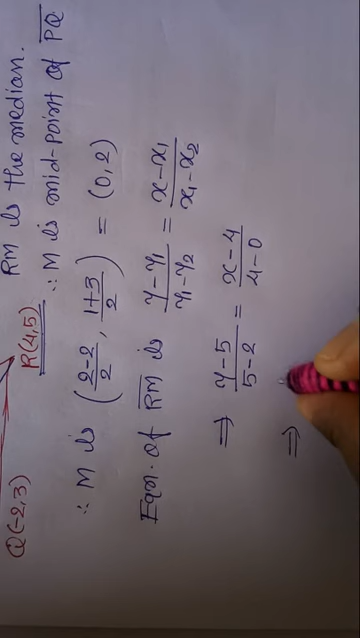 Q(-2,3) R(4,5) RM is the median.
∴ M is mid-point of PQ
∴ M is (2-2/2, 1+3/2) = (0,2)
Eqn. of RM is y-y1/y1-y2 = x-x1/x1-x2
⇒ y-5/5-2 = x-4/4-0
⇒